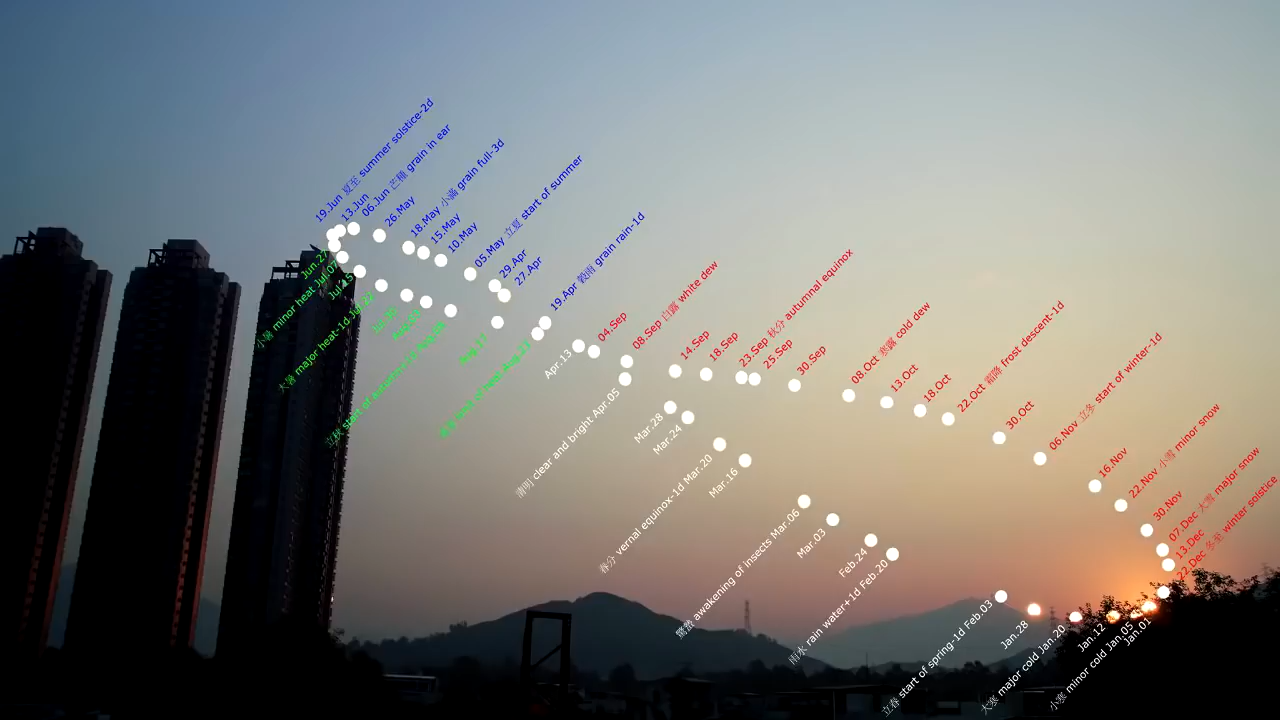 19.Jun 夏至 summer solstice-2d
13.Jun
06.Jun 芒種 grain in ear
26.May
18.May 小滿 grain full-3d
15.May
10.May
05.May 立夏 start of summer
29.Apr
27.Apr
19.Apr 穀雨 grain rain-1d
04.Sep
08.Sep 白露 white dew
14.Sep
18.Sep
23.Sep 秋分 autumnal equinox
25.Sep
30.Sep
08.Oct 寒露 cold dew
13.Oct
18.Oct
22.Oct 霜降 frost descent-1d
30.Oct
06.Nov 立冬 start of winter-1d
16.Nov
22.Nov 小雪 minor snow
30.Nov
07.Dec 大雪 major snow
13.Dec
22.Dec 冬至 winter solstice
Jun.27
小暑 minor heat Jul.07
Jul.15
大暑 major heat-1d Jul.22
Jul.30
立秋 start of autumn
Aug.17
end of heat Aug.23
Apr.13
清明 clear and bright Apr.05
Mar.28
Mar.24
春分 vernal equinox-1d Mar.20
Mar.16
驚蟄 awakening of insects Mar.06
Mar.03
Feb.24
雨水 rain water+1d Feb.20
立春 start of spring-1d Feb.03
Jan.28
大寒 major cold Jan.20
Jan.12
小寒 minor cold Jan.05
Jan.01